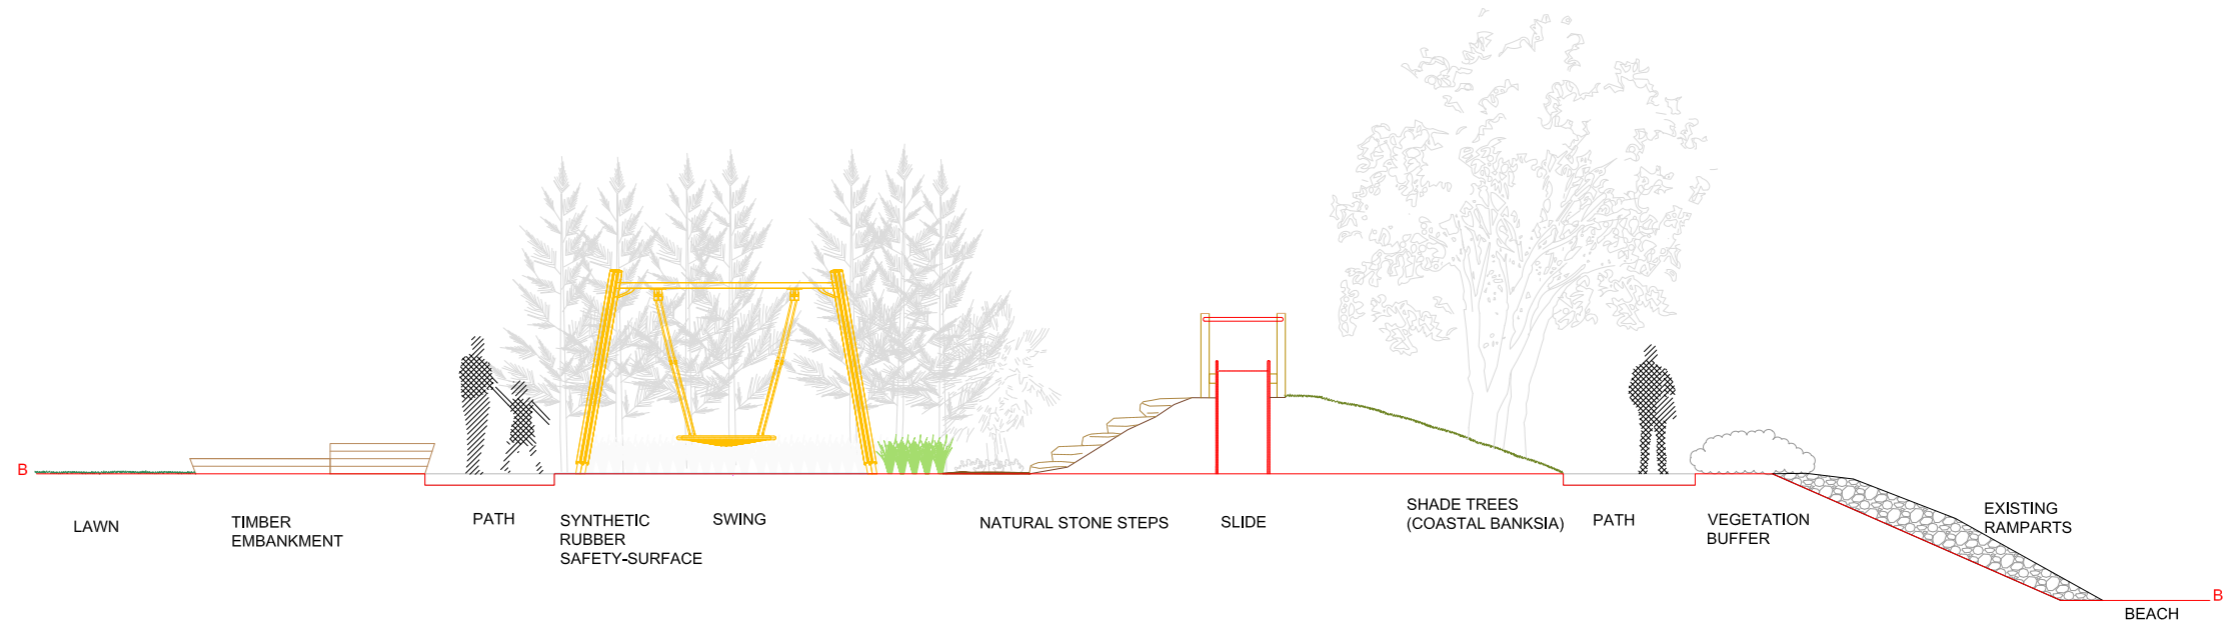 B
LAWN
TIMBER
EMBANKMENT
PATH
SYNTHETIC
RUBBER
SAFETY-SURFACE
SWING
NATURAL STONE STEPS
SLIDE
SHADE TREES
(COASTAL BANKSIA)
PATH
VEGETATION
BUFFER
EXISTING
RAMPARTS
B
BEACH